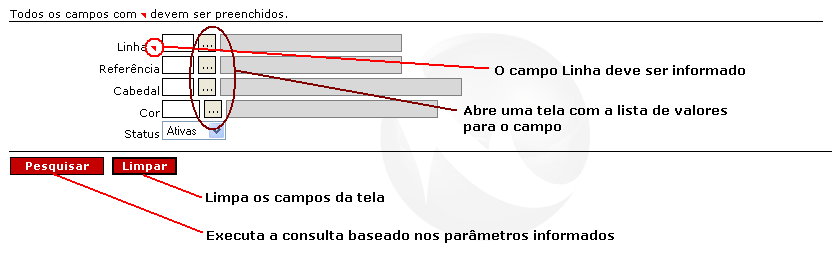 Todos os campos com devem ser preenchidos.
Linha ...
O campo Linha deve ser informado
Referência ...
Cabedal ...
Abre uma tela com a lista de valores
para o campo
Cor ...
Status Ativas
Pesquisar Limpar
Limpa os campos da tela
Executa a consulta baseado nos parâmetros informados